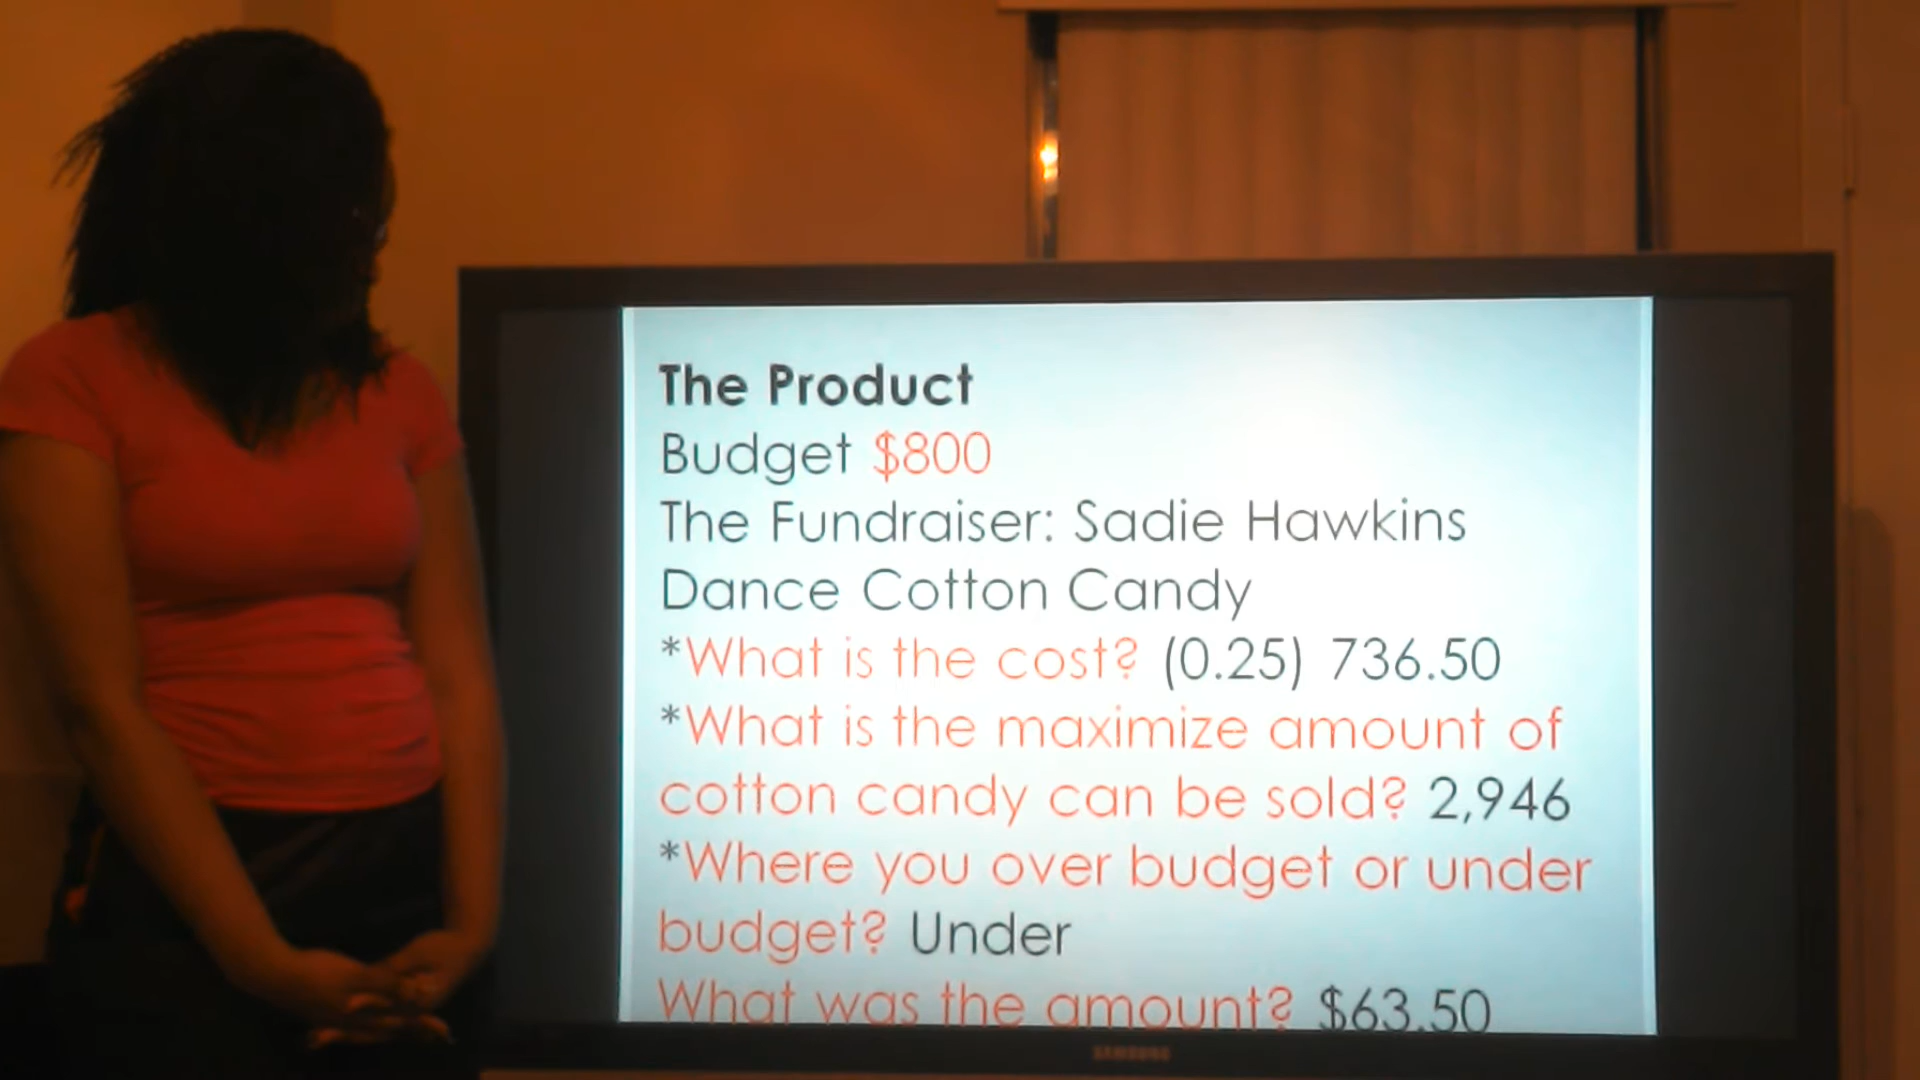 The Product
Budget $800
The Fundraiser: Sadie Hawkins
Dance Cotton Candy
*What is the cost? (0.25) 736.50
*What is the maximize amount of
cotton candy can be sold? 2,946
*Where you over budget or under
budget? Under
What was the amount? $63.50
SAMSUNG